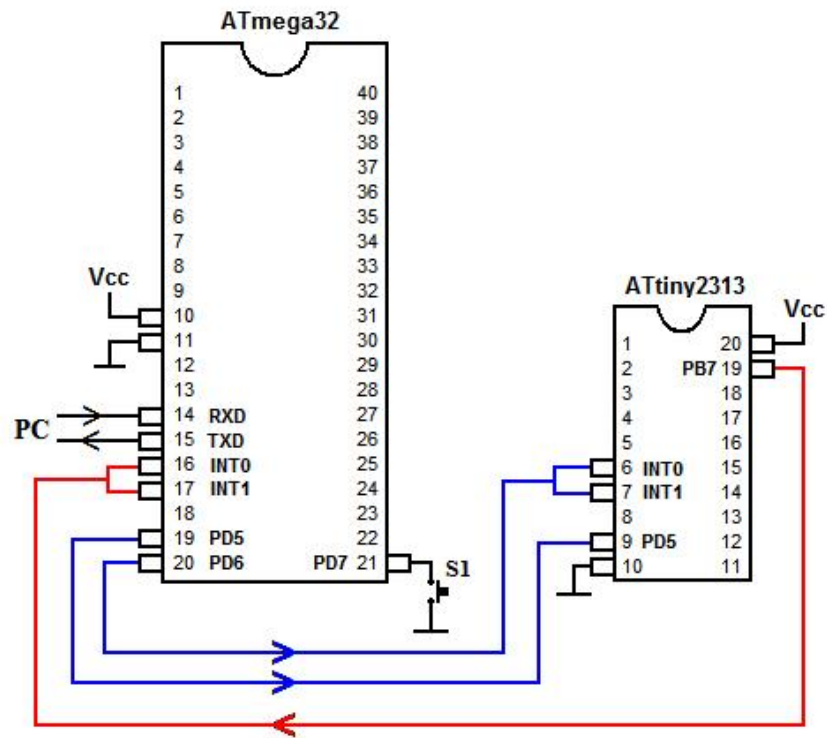 ATmega32
1 40
2 39
3 38
4 37
5 36
6 35
7 34
8 33
9 32
Vcc
10 31
11 30
12 29
13 28
PC
14 RXD 27
15 TXD 26
16 INT0 25
17 INT1 24
18 23
19 PD5 22
20 PD6 PD7 21
S1
ATtiny2313
Vcc
1 20
2 PB7 19
3 18
4 17
5 16
6 INT0 15
7 INT1 14
8 13
9 PD5 12
10 11